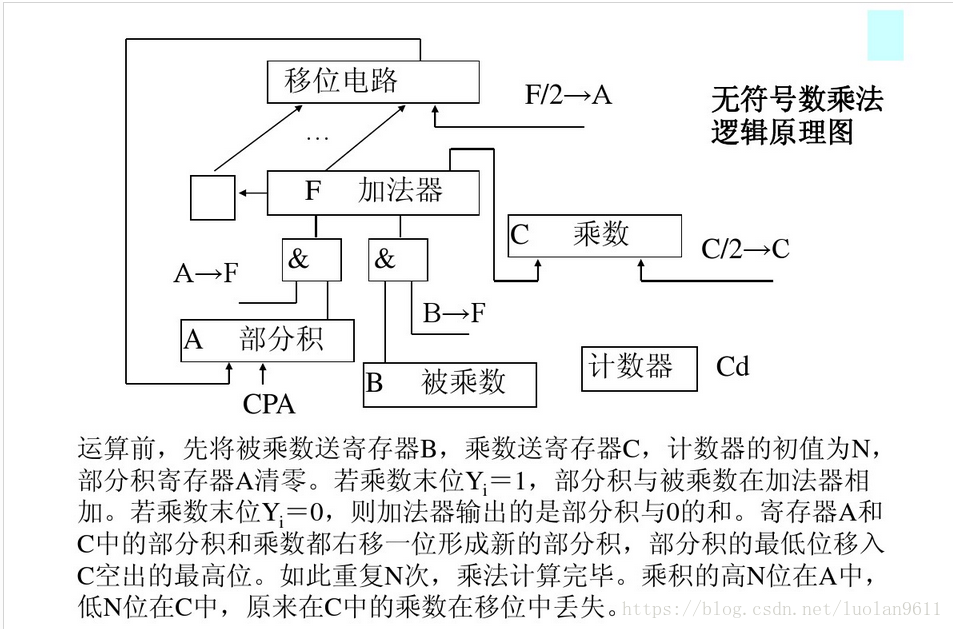 移位电路
F/2→A
无符号数乘法
逻辑原理图
…
F 加法器
C 乘数
C/2→C
&
&
A→F
B→F
A 部分积
B 被乘数
计数器
Cd
CPA
运算前，先将被乘数送寄存器B，乘数送寄存器C，计数器的初值为N，
部分积寄存器A清零。若乘数末位Yi＝1，部分积与被乘数在加法器相
加。若乘数末位Yi＝0，则加法器输出的是部分积与0的和。寄存器A和
C中的部分积和乘数都右移一位形成新的部分积，部分积的最低位移入
C空出的最高位。如此重复N次，乘法计算完毕。乘积的高N位在A中，
低N位在C中，原来在C中的乘数在移位中丢失。
https://blog.csdn.net/luolan9611